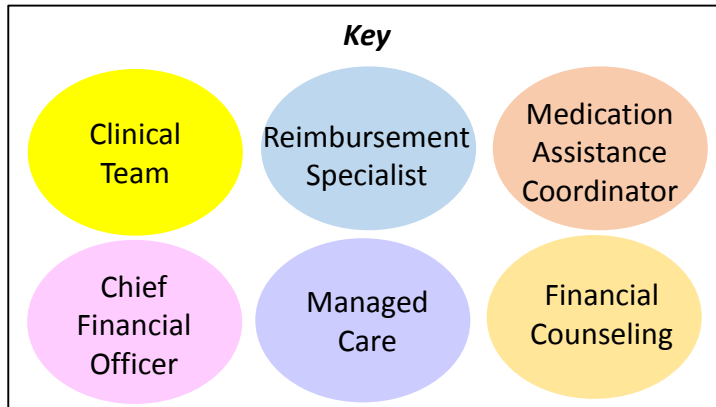 Key
Clinical
Team
Reimbursement
Specialist
Medication
Assistance
Coordinator
Chief
Financial
Officer
Managed
Care
Financial
Counseling